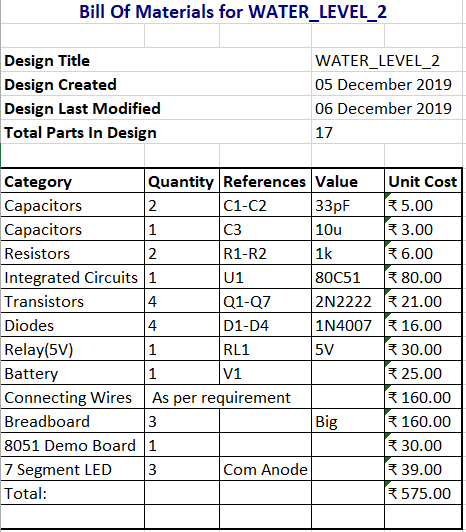 Bill Of Materials for WATER_LEVEL_2
Design Title WATER_LEVEL_2
Design Created 05 December 2019
Design Last Modified 06 December 2019
Total Parts In Design 17
Category Quantity References Value Unit Cost
Capacitors 2 C1-C2 33pF ₹ 5.00
Capacitors 1 C3 10u ₹ 3.00
Resistors 2 R1-R2 1k ₹ 6.00
Integrated Circuits 1 U1 80C51 ₹ 80.00
Transistors 4 Q1-Q7 2N2222 ₹ 21.00
Diodes 4 D1-D4 1N4007 ₹ 16.00
Relay(5V) 1 RL1 5V ₹ 30.00
Battery 1 V1 ₹ 25.00
Connecting Wires As per requirement ₹ 160.00
Breadboard 3 Big ₹ 160.00
8051 Demo Board 1 ₹ 30.00
7 Segment LED 3 Com Anode ₹ 39.00
Total: ₹ 575.00